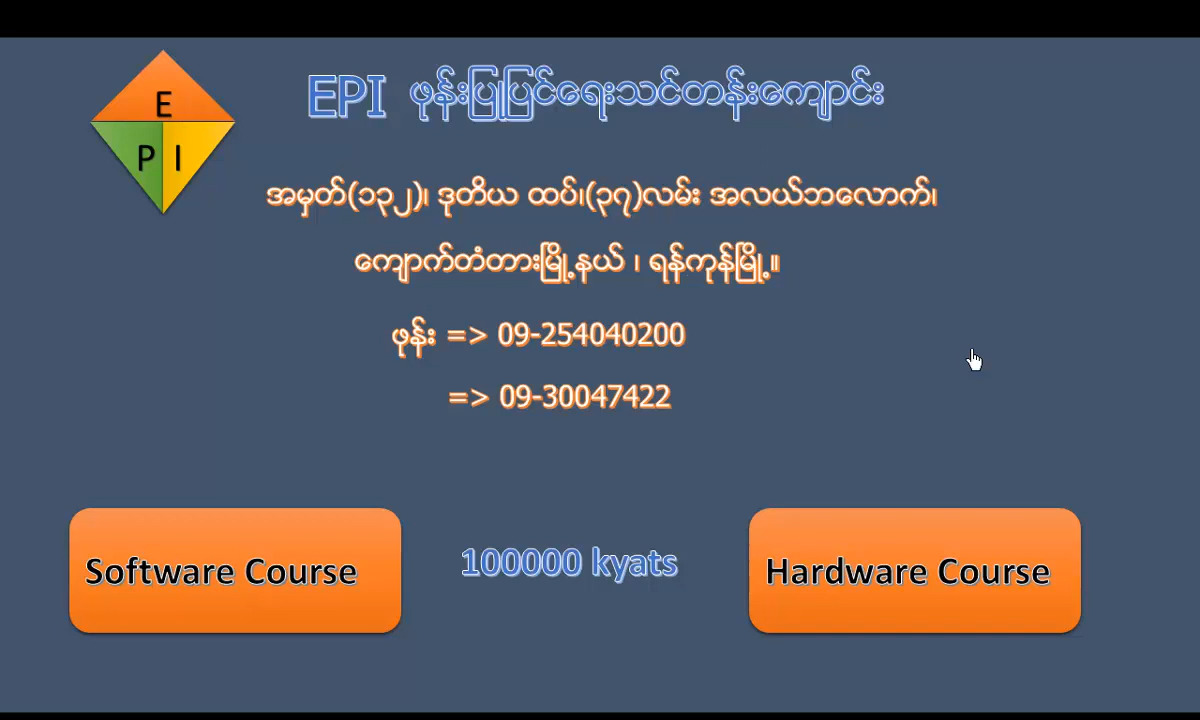 E
P I
EPI ဖုန်းပြုပြင်ရေးသင်တန်းကျောင်း
အမှတ်(၁၃၂)၊ ဒုတိယ ထပ်၊(၃၇)လမ်း အလယ်ဘလောက်၊
ကျောက်တံတားမြို့နယ် ၊ ရန်ကုန်မြို့။
ဖုန်း => 09-254040200
=> 09-30047422
Software Course
100000 kyats
Hardware Course